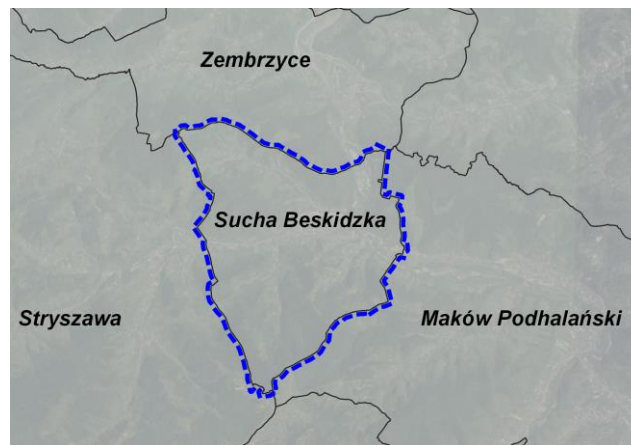 Zembrzyce
Sucha Beskidzka
Stryszawa
Maków Podhalański